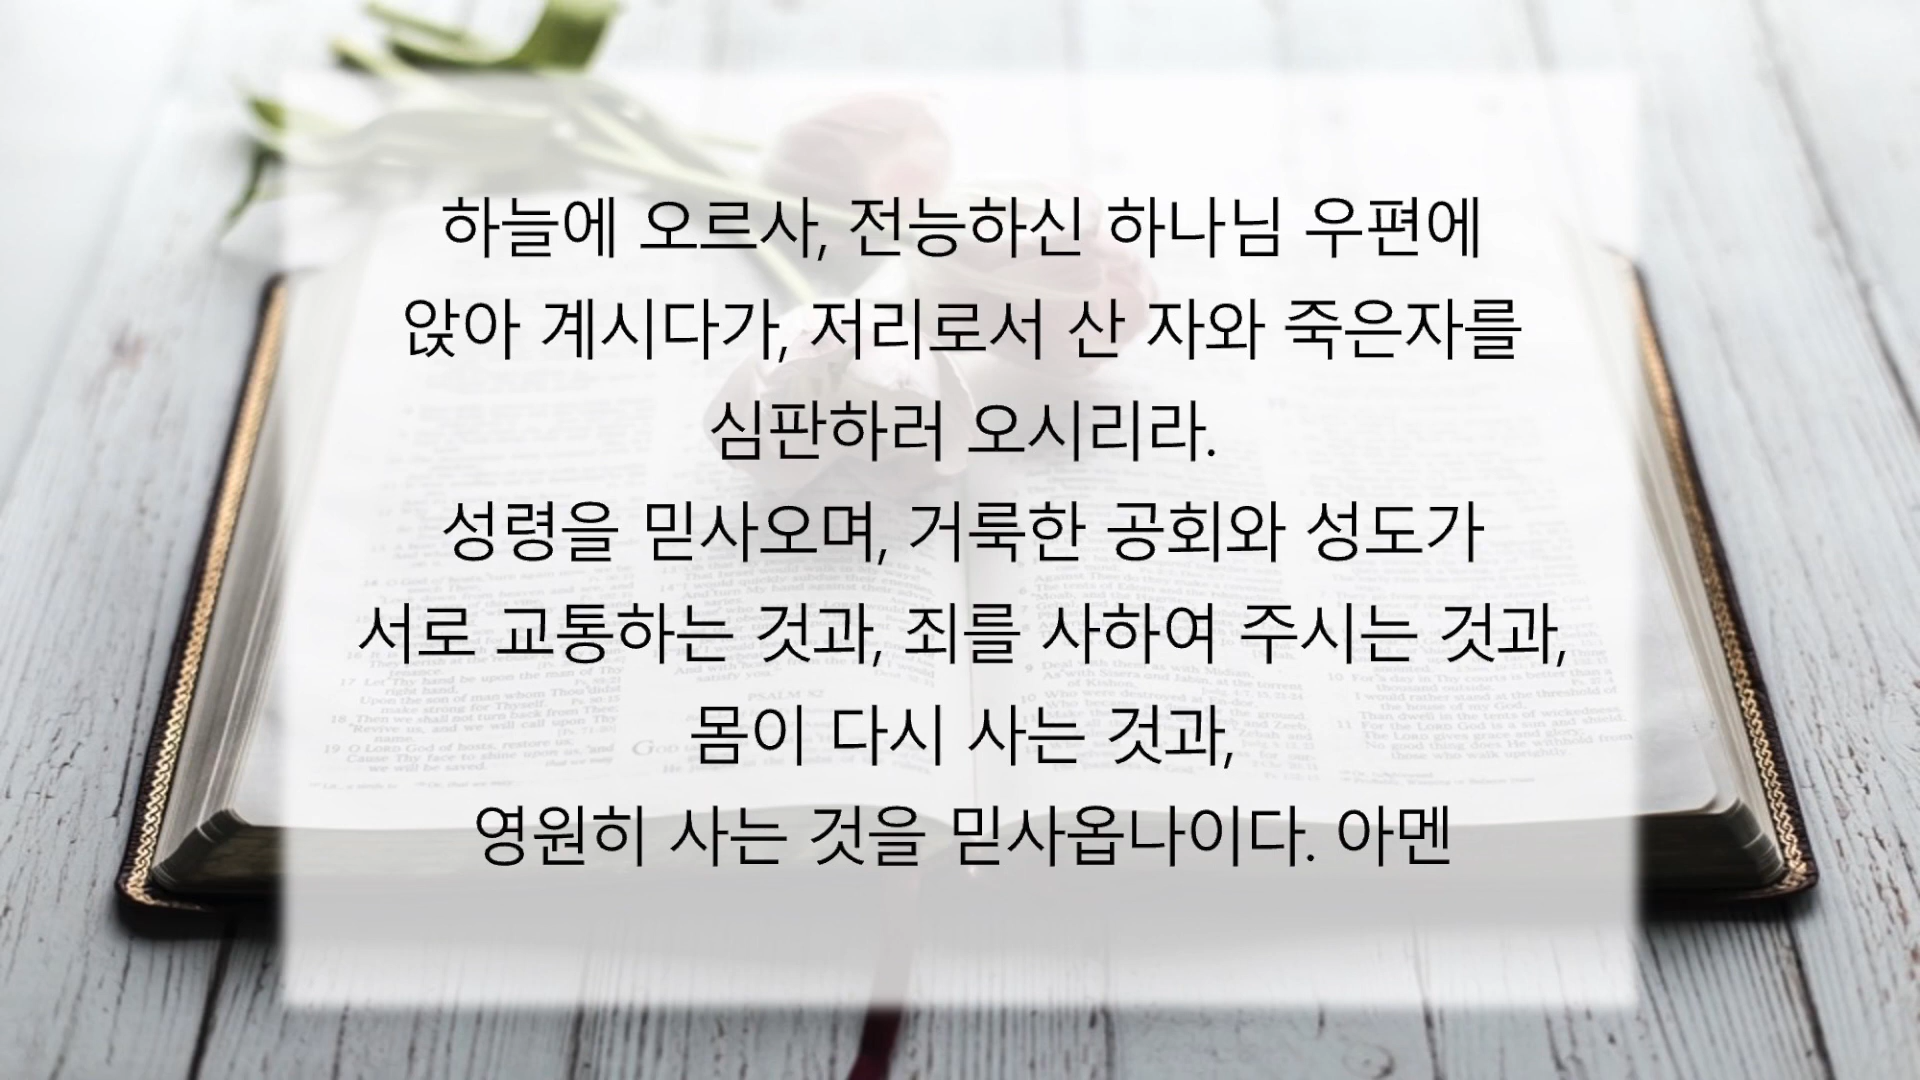 하늘에 오르사, 전능하신 하나님 우편에
앉아 계시다가, 저리로서 산 자와 죽은자를
심판하러 오시리라.
성령을 믿사오며, 거룩한 공회와 성도가
서로 교통하는 것과, 죄를 사하여 주시는 것과,
몸이 다시 사는 것과,
영원히 사는 것을 믿사옵나이다. 아멘